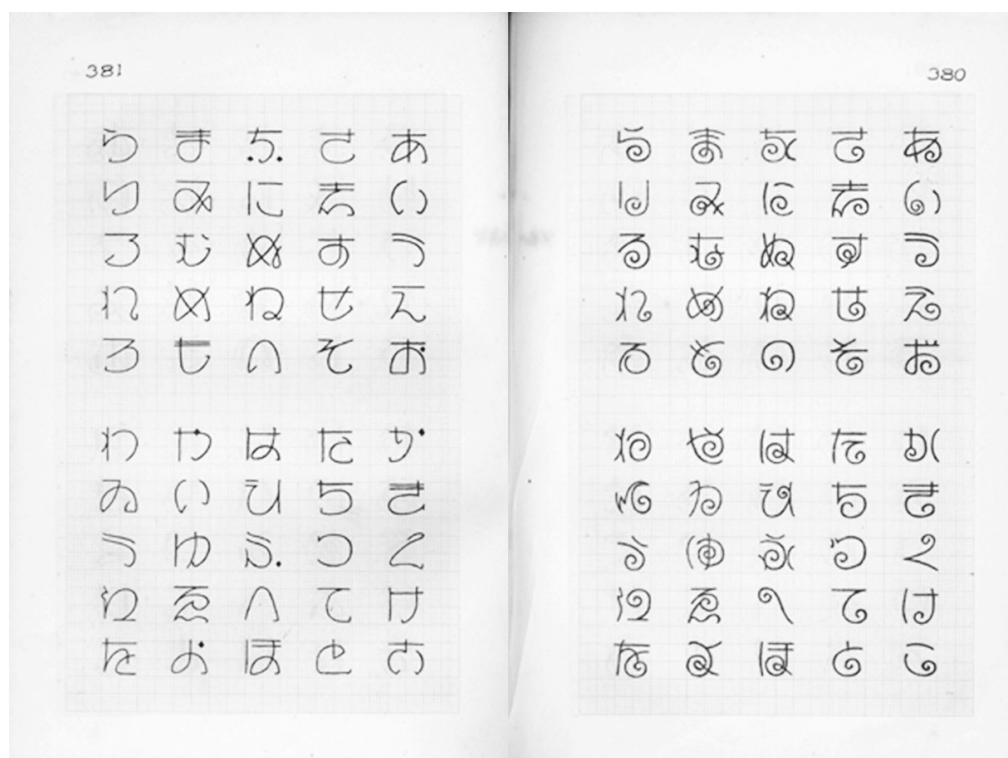 380
あいうえお
さしすせそ
なにぬねの
まみむめも
らりるれろ
かきくけこ
たちつてと
はひふへほ
やゐゆゑよ
わゐうゑを
381
あいうえお
さしすせそ
なにぬねの
まみむめも
らりるれろ
かきくけこ
たちつてと
はひふへほ
やいゆゑよ
わゐうゑを